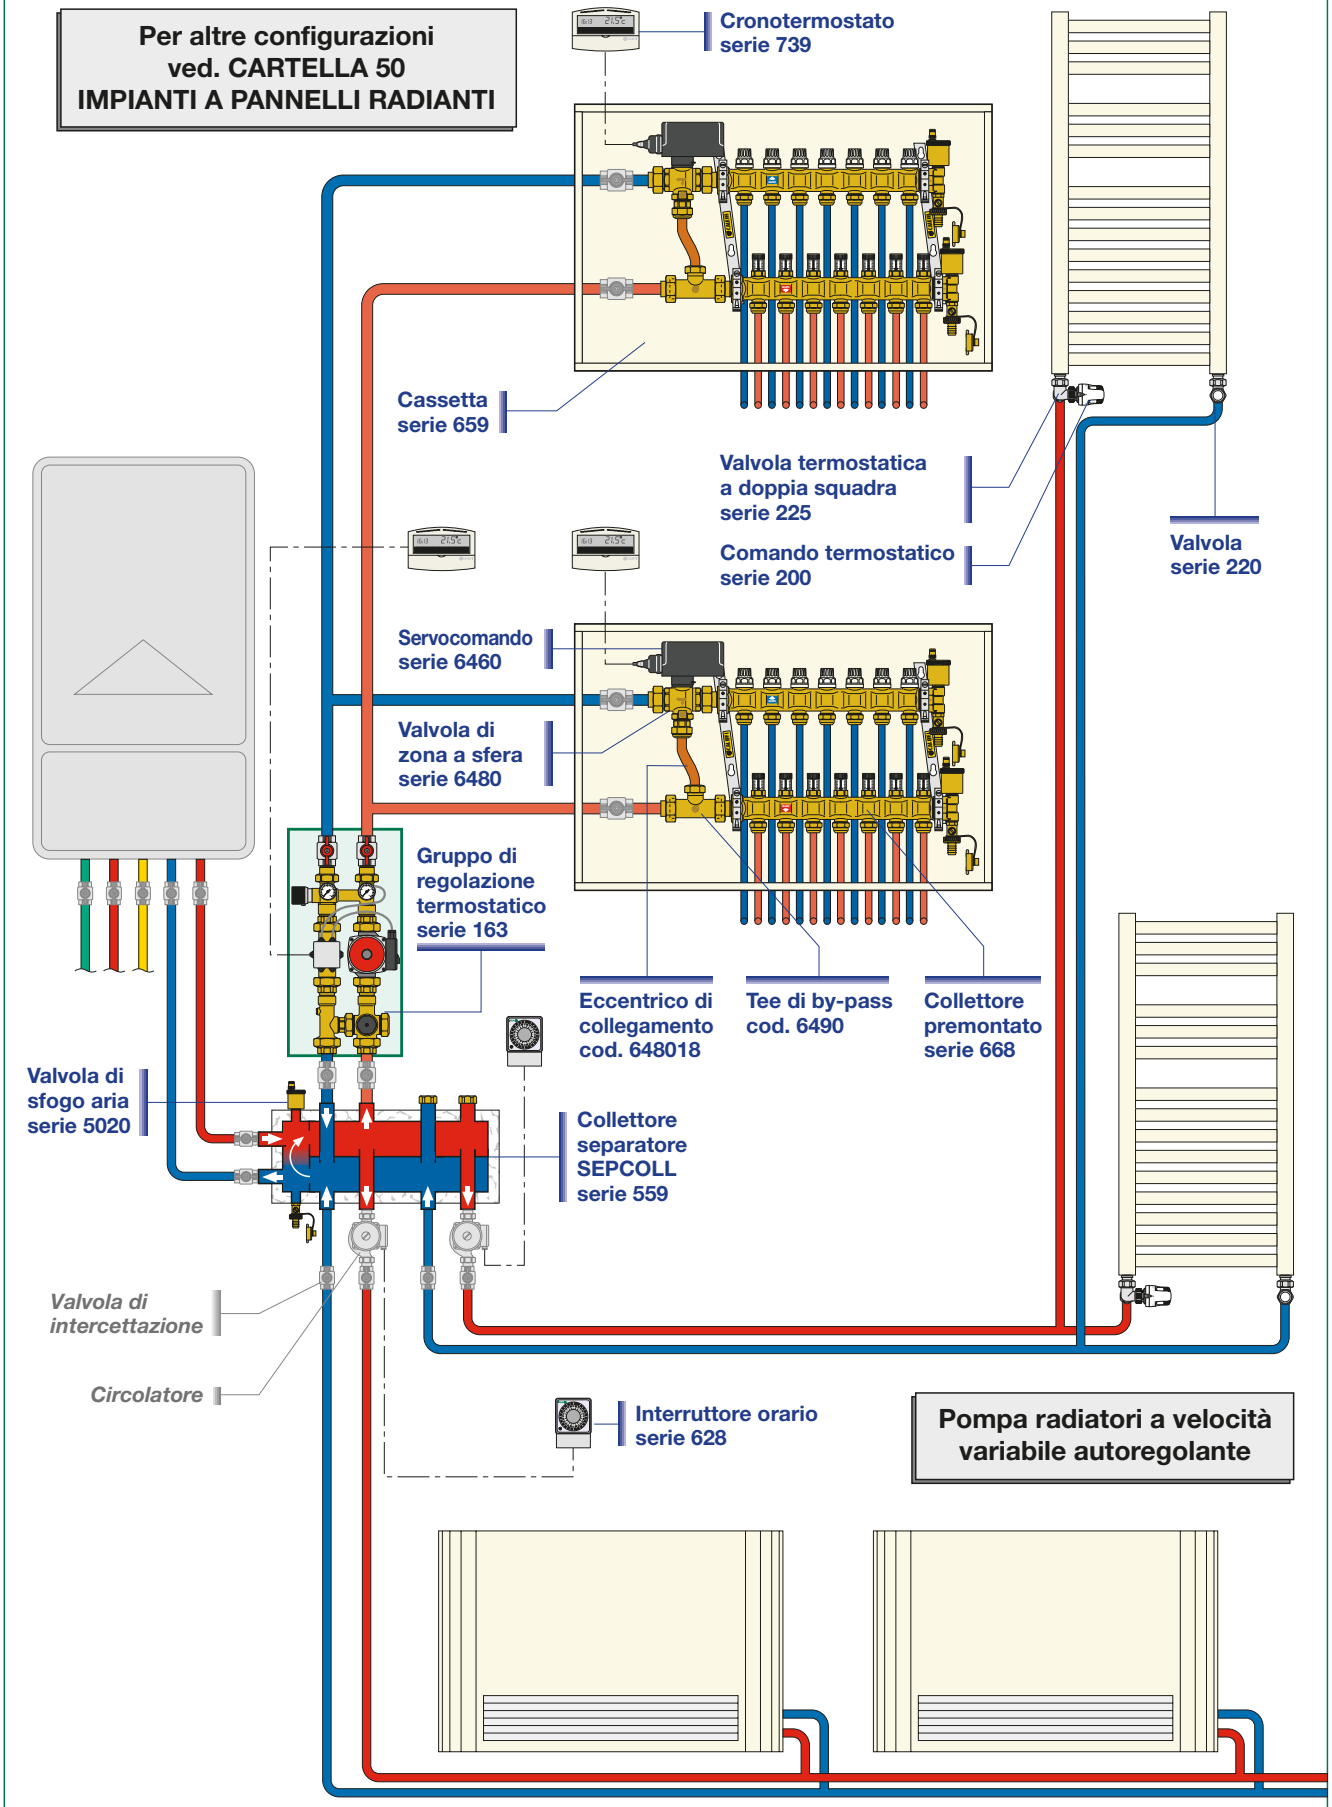 Per altre configurazioni
ved. CARTELLA 50
IMPIANTI A PANNELLI RADIANTI
Cronotermostato
serie 739
Cassetta
serie 659
Valvola termostatica
a doppia squadra
serie 225
Comando termostatico
serie 200
Valvola
serie 220
Servocomando
serie 6460
Valvola di
zona a sfera
serie 6480
Gruppo di
regolazione
termostatico
serie 163
Eccentrico di
collegamento
cod. 648018
Tee di by-pass
cod. 6490
Collettore
premontato
serie 668
Valvola di
sfogo aria
serie 5020
Collettore
separatore
SEPCOLL
serie 559
Valvola di
intercettazione
Circolatore
Interruttore orario
serie 628
Pompa radiatori a velocità
variabile autoregolante